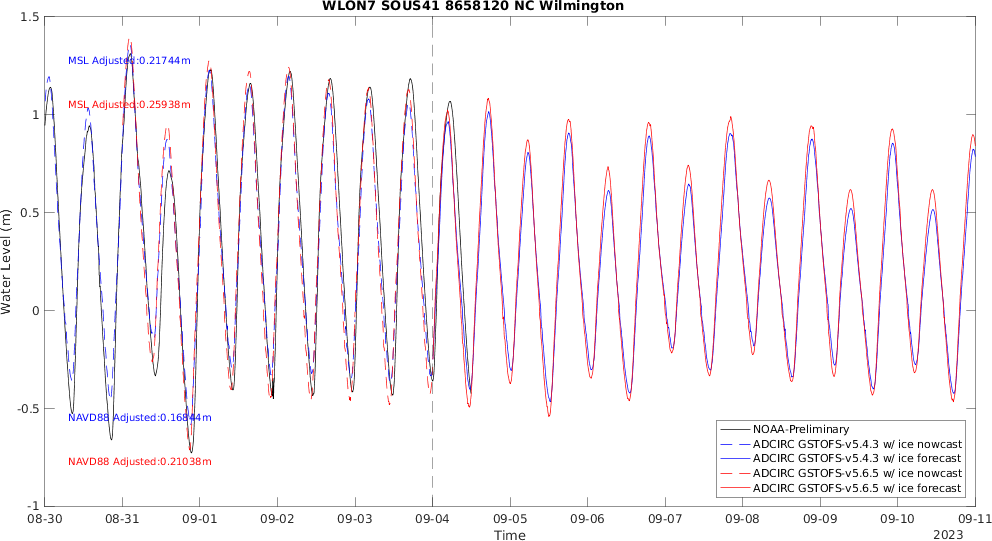 WLON7 SOUS41 8658120 NC Wilmington
1.5
1
0.5
0
-0.5
-1
Water Level (m)
MSL Adjusted:0.21744m
MSL Adjusted:0.25938m
NAVD88 Adjusted:0.16844m
NAVD88 Adjusted:0.21038m
NOAA-Preliminary
ADCIRC GSTOFS-v5.4.3 w/ ice nowcast
ADCIRC GSTOFS-v5.4.3 w/ ice forecast
ADCIRC GSTOFS-v5.6.5 w/ ice nowcast
ADCIRC GSTOFS-v5.6.5 w/ ice forecast
08-30 08-31 09-01 09-02 09-03 09-04 09-05 09-06 09-07 09-08 09-09 09-10 09-11
Time
2023